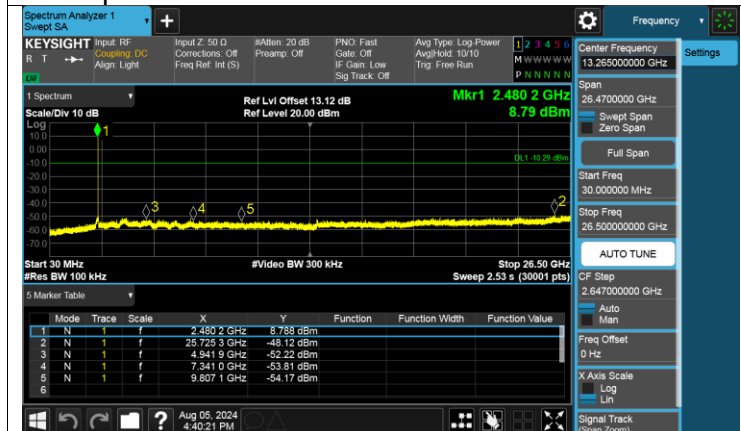 Spectrum Analyzer 1
Swept SA
Frequency
KEYSIGHT
R T
Input: RF
Coupling: DC
Align: Light
Input Z: 50 Ω
Corrections: Off
Freq Ref: Int (S)
#Atten: 20 dB
Preamp: Off
PNO: Fast
Gate: Off
IF Gain: Low
Sig Track: Off
Avg Type: Log-Power
Avg|Hold: 10/10
Trig: Free Run
1 2 3 4 5 6
M W W W W W
P N N N N N
1 Spectrum
Scale/Div 10 dB
Ref Lvl Offset 13.12 dB
Ref Level 20.00 dBm
Mkr1 2.480 2 GHz
8.79 dBm
Log
10.0
0.00
-10.0
-20.0
-30.0
-40.0
-50.0
-60.0
-70.0
1
3
4
5
2
DL1 -10.29 dBm
Start 30 MHz
#Res BW 100 kHz
#Video BW 300 kHz
Stop 26.50 GHz
Sweep 2.53 s (30001 pts)
5 Marker Table
Mode Trace Scale X Y Function Function Width Function Value
1 N 1 f 2.480 2 GHz 8.788 dBm
2 N 1 f 25.725 3 GHz -48.12 dBm
3 N 1 f 4.941 9 GHz -52.22 dBm
4 N 1 f 7.341 0 GHz -53.81 dBm
5 N 1 f 9.807 1 GHz -54.17 dBm
6
?
Aug 05, 2024
4:40:21 PM
Center Frequency
13.265000000 GHz
Settings
Span
26.4700000 GHz
Swept Span
Zero Span
Full Span
Start Freq
30.000000 MHz
Stop Freq
26.500000000 GHz
AUTO TUNE
CF Step
2.647000000 GHz
Auto
Man
Freq Offset
0 Hz
X Axis Scale
Log
Lin
Signal Track
(Span Zoom)